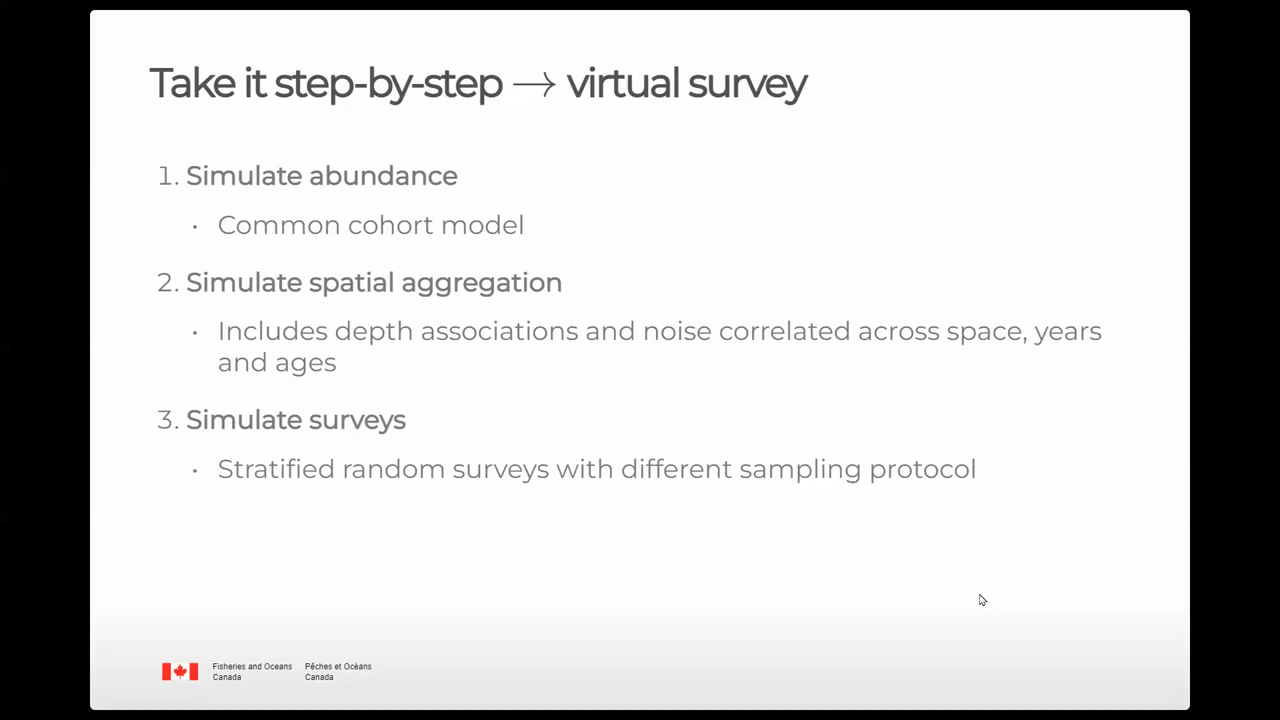 Take it step-by-step → virtual survey
1. Simulate abundance
· Common cohort model
2. Simulate spatial aggregation
· Includes depth associations and noise correlated across space, years
and ages
3. Simulate surveys
· Stratified random surveys with different sampling protocol
Fisheries and Oceans Pêches et Océans
Canada Canada